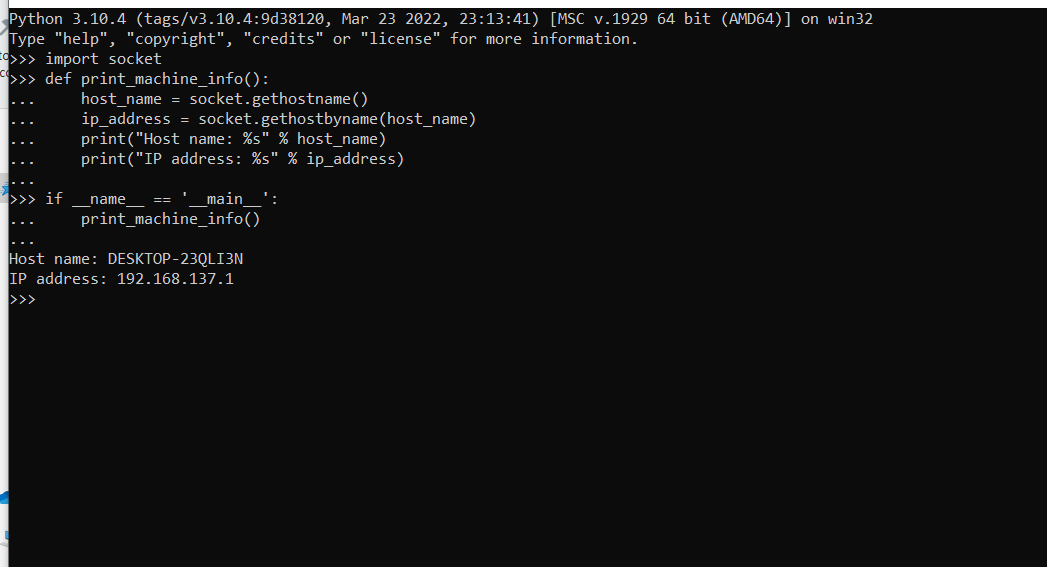 Python 3.10.4 (tags/v3.10.4:9d38120, Mar 23 2022, 23:13:41) [MSC v.1929 64 bit (AMD64)] on win32
Type "help", "copyright", "credits" or "license" for more information.
>>> import socket
>>> def print_machine_info():
...     host_name = socket.gethostname()
...     ip_address = socket.gethostbyname(host_name)
...     print("Host name: %s" % host_name)
...     print("IP address: %s" % ip_address)
...
>>> if __name__ == '__main__':
...     print_machine_info()
...
Host name: DESKTOP-23QLI3N
IP address: 192.168.137.1
>>>